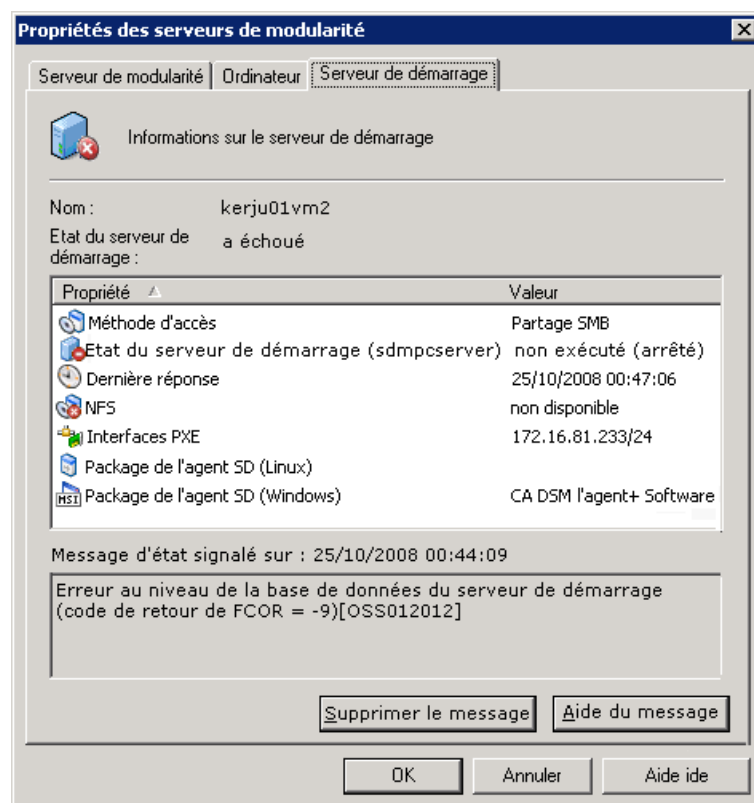 Propriétés des serveurs de modularité
Serveur de modularité Ordinateur Serveur de démarrage
Informations sur le serveur de démarrage
Nom : kerju01vm2
Etat du serveur de démarrage : a échoué
Propriété Valeur
Méthode d'accès Partage SMB
Etat du serveur de démarrage (sdmpcserver) non exécuté (arrêté)
Dernière réponse 25/10/2008 00:47:06
NFS non disponible
Interfaces PXE 172.16.81.233/24
Package de l'agent SD (Linux)
MSI Package de l'agent SD (Windows) CA DSM l'agent+ Software
Message d'état signalé sur : 25/10/2008 00:44:09
Erreur au niveau de la base de données du serveur de démarrage
(code de retour de FCOR = -9)[OSS012012]
Supprimer le message Aide du message
OK Annuler Aide ide